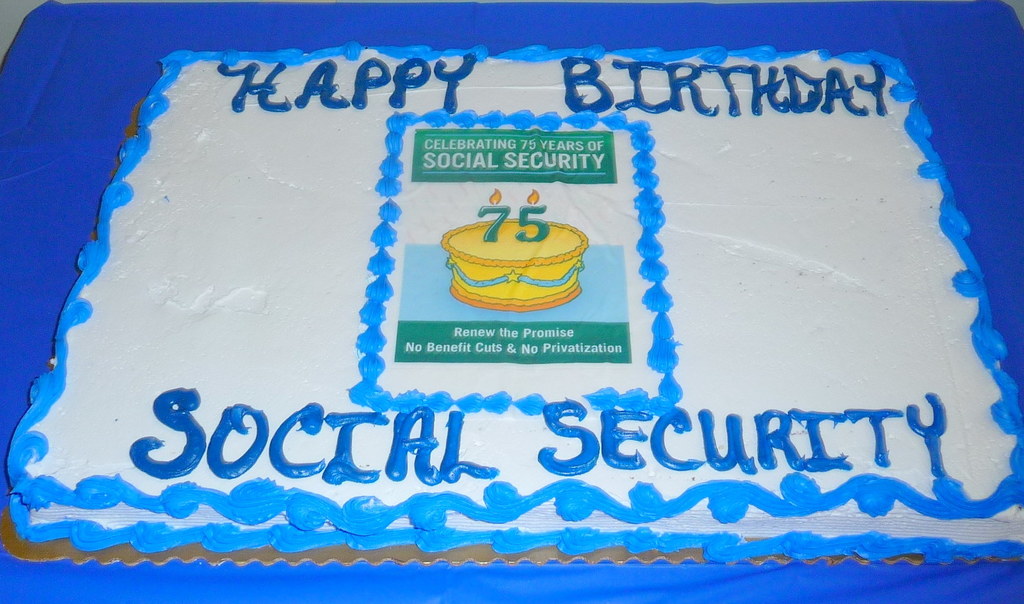 HAPPY BIRTHDAY
CELEBRATING 75 YEARS OF
SOCIAL SECURITY
75
Renew the Promise
No Benefit Cuts & No Privatization
SOCIAL SECURITY